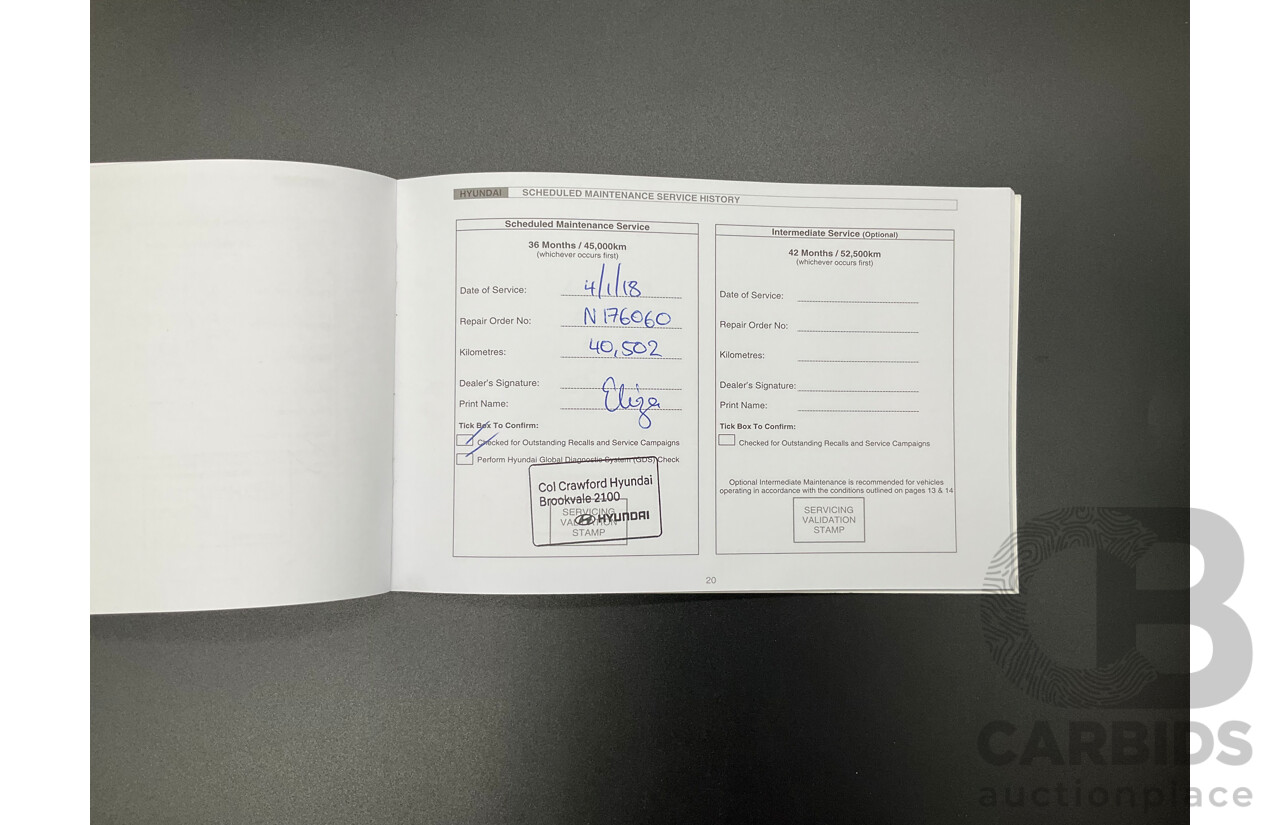 HYUNDAI SCHEDULED MAINTENANCE SERVICE HISTORY
Scheduled Maintenance Service
36 Months / 45,000km
(whichever occurs first)
Date of Service: 4/1/18
Repair Order No: N176060
Kilometres: 40,502
Dealer's Signature:
Print Name: Eliza
Tick Box To Confirm:
Checked for Outstanding Recalls and Service Campaigns
Perform Hyundai Global Diagnostic System (GDS) Check
Col Crawford Hyundai
Brookvale 2100
HYUNDAI
SERVICING
VALIDATION
STAMP
Intermediate Service (Optional)
42 Months / 52,500km
(whichever occurs first)
Date of Service:
Repair Order No:
Kilometres:
Dealer's Signature:
Print Name:
Tick Box To Confirm:
Checked for Outstanding Recalls and Service Campaigns
Optional Intermediate Maintenance is recommended for vehicles
operating in accordance with the conditions outlined on pages 13 & 14
SERVICING
VALIDATION
STAMP
20
CB
CARBIDS
auctionplace